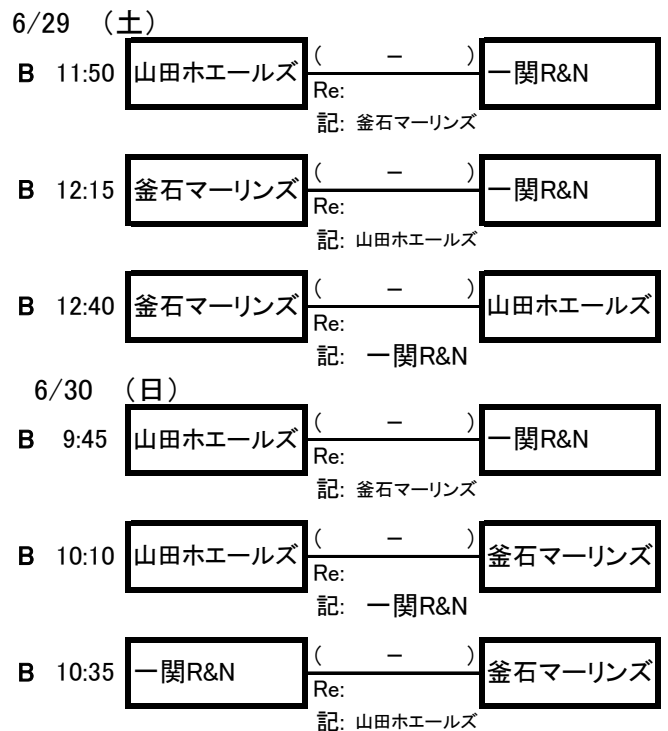 6/29 （土）
B 11:50 山田ホエールズ ( － ) 一関R&N
Re:
記: 釜石マーリンズ
B 12:15 釜石マーリンズ ( － ) 一関R&N
Re:
記: 山田ホエールズ
B 12:40 釜石マーリンズ ( － ) 山田ホエールズ
Re:
記: 一関R&N
6/30 （日）
B 9:45 山田ホエールズ ( － ) 一関R&N
Re:
記: 釜石マーリンズ
B 10:10 山田ホエールズ ( － ) 釜石マーリンズ
Re:
記: 一関R&N
B 10:35 一関R&N ( － ) 釜石マーリンズ
Re:
記: 山田ホエールズ